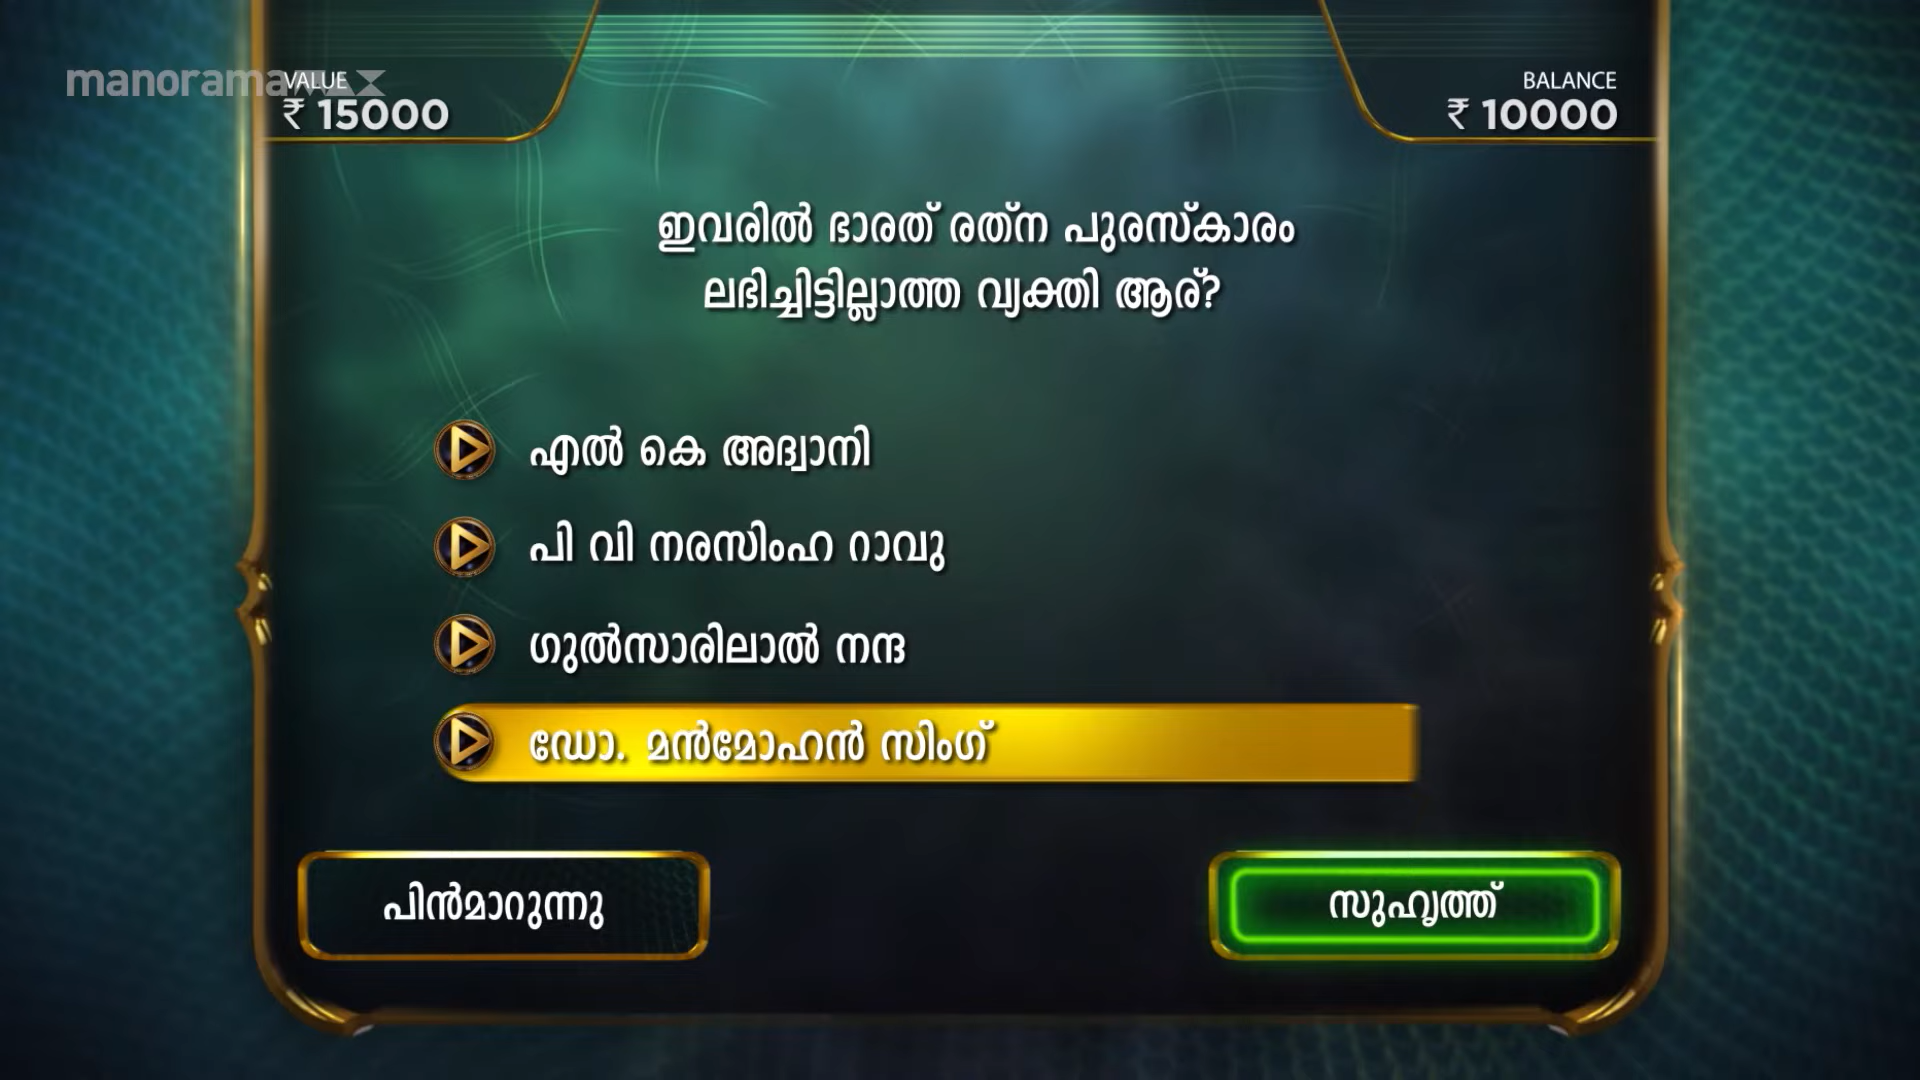 manoramaMAX
VALUE
₹ 15000
BALANCE
₹ 10000
ഇവരിൽ ഭാരത് രത്‌ന പുരസ്‌കാരം
ലഭിച്ചിട്ടില്ലാത്ത വ്യക്തി ആര്?
എൽ കെ അദ്വാനി
പി വി നരസിംഹ റാവു
ഗുൽസാരിലാൽ നന്ദ
ഡോ. മൻമോഹൻ സിംഗ്
പിൻമാറുന്നു
സുഹൃത്ത്